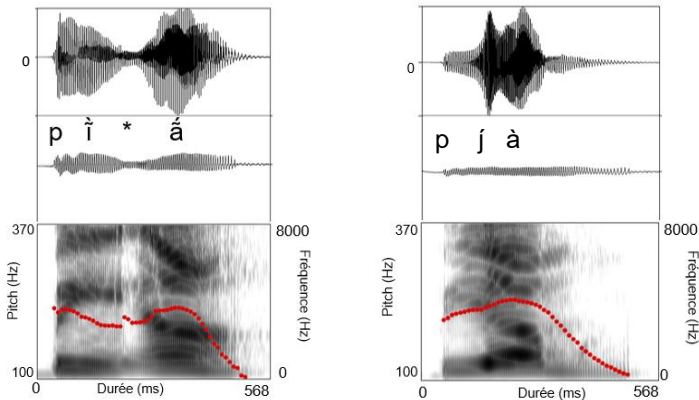 0
p ĩ̀ * ã́
370
8000
Pitch (Hz)
Fréquence (Hz)
100
0
0 Durée (ms) 568
0
p j́ à
370
8000
Pitch (Hz)
Fréquence (Hz)
100
0
0 Durée (ms) 568